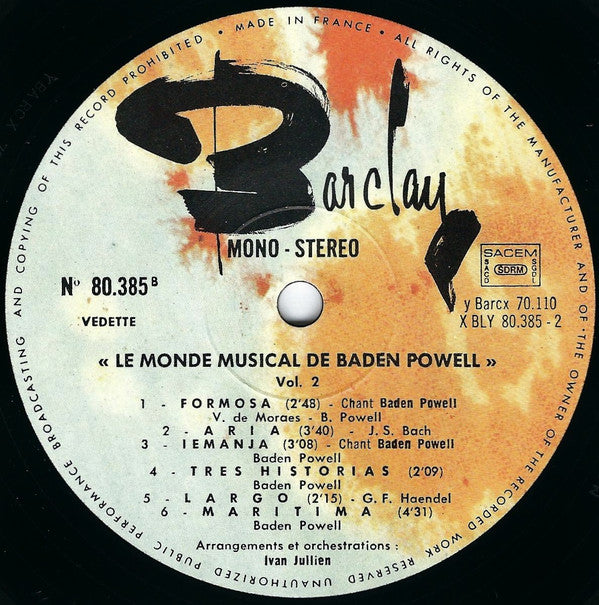 UNAUTHORIZED PUBLIC PERFORMANCE BROADCASTING AND COPYING OF THIS RECORD PROHIBITED • MADE IN FRANCE • ALL RIGHTS OF THE MANUFACTURER AND OF THE OWNER OF THE RECORDED WORK RESERVED
Barclay
MONO - STEREO
SACEM
SACD SDRM SGDL
Nº 80.385 B
VEDETTE
y Barcx 70.110
X BLY 80.385 - 2
« LE MONDE MUSICAL DE BADEN POWELL »
Vol. 2
1 - FORMOSA (2'48) - Chant Baden Powell
V. de Moraes - B. Powell
2 - ARIA (3'40) - J.S. Bach
3 - IEMANJA (3'08) - Chant Baden Powell
Baden Powell
4 - TRES HISTORIAS (2'09)
Baden Powell
5 - LARGO (2'15) - G.F. Haendel
6 - MARITIMA (4'31)
Baden Powell
Arrangements et orchestrations :
Ivan Jullien